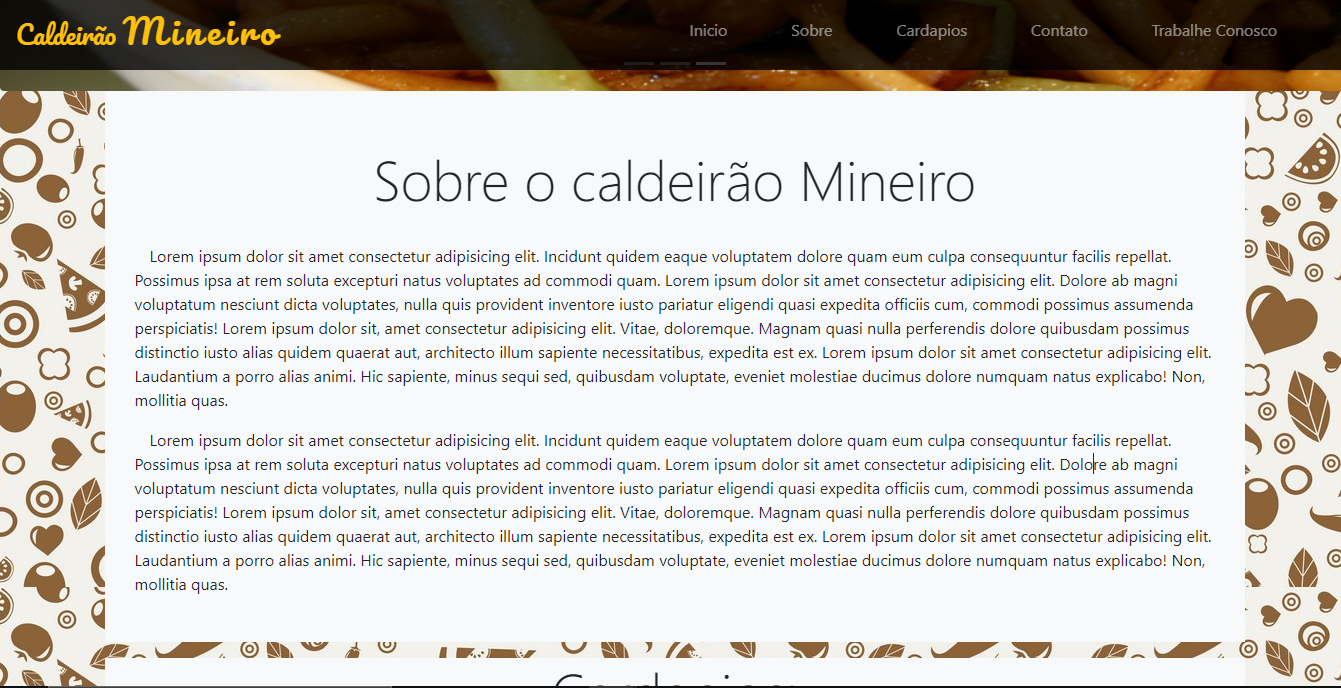 Caldeirão Mineiro
Inicio Sobre Cardapios Contato Trabalhe Conosco
Sobre o caldeirão Mineiro
Lorem ipsum dolor sit amet consectetur adipisicing elit. Incidunt quidem eaque voluptatem dolore quam eum culpa consequuntur facilis repellat.
Possimus ipsa at rem soluta excepturi natus voluptates ad commodi quam. Lorem ipsum dolor sit amet consectetur adipisicing elit. Dolore ab magni
voluptatum nesciunt dicta voluptates, nulla quis provident inventore iusto pariatur eligendi quasi expedita officiis cum, commodi possimus assumenda
perspiciatis! Lorem ipsum dolor sit, amet consectetur adipisicing elit. Vitae, doloremque. Magnam quasi nulla perferendis dolore quibusdam possimus
distinctio iusto alias quidem quaerat aut, architecto illum sapiente necessitatibus, expedita est ex. Lorem ipsum dolor sit amet consectetur adipisicing elit.
Laudantium a porro alias animi. Hic sapiente, minus sequi sed, quibusdam voluptate, eveniet molestiae ducimus dolore numquam natus explicabo! Non,
mollitia quas.
Lorem ipsum dolor sit amet consectetur adipisicing elit. Incidunt quidem eaque voluptatem dolore quam eum culpa consequuntur facilis repellat.
Possimus ipsa at rem soluta excepturi natus voluptates ad commodi quam. Lorem ipsum dolor sit amet consectetur adipisicing elit. Dolore ab magni
voluptatum nesciunt dicta voluptates, nulla quis provident inventore iusto pariatur eligendi quasi expedita officiis cum, commodi possimus assumenda
perspiciatis! Lorem ipsum dolor sit, amet consectetur adipisicing elit. Vitae, doloremque. Magnam quasi nulla perferendis dolore quibusdam possimus
distinctio iusto alias quidem quaerat aut, architecto illum sapiente necessitatibus, expedita est ex. Lorem ipsum dolor sit amet consectetur adipisicing elit.
Laudantium a porro alias animi. Hic sapiente, minus sequi sed, quibusdam voluptate, eveniet molestiae ducimus dolore numquam natus explicabo! Non,
mollitia quas.